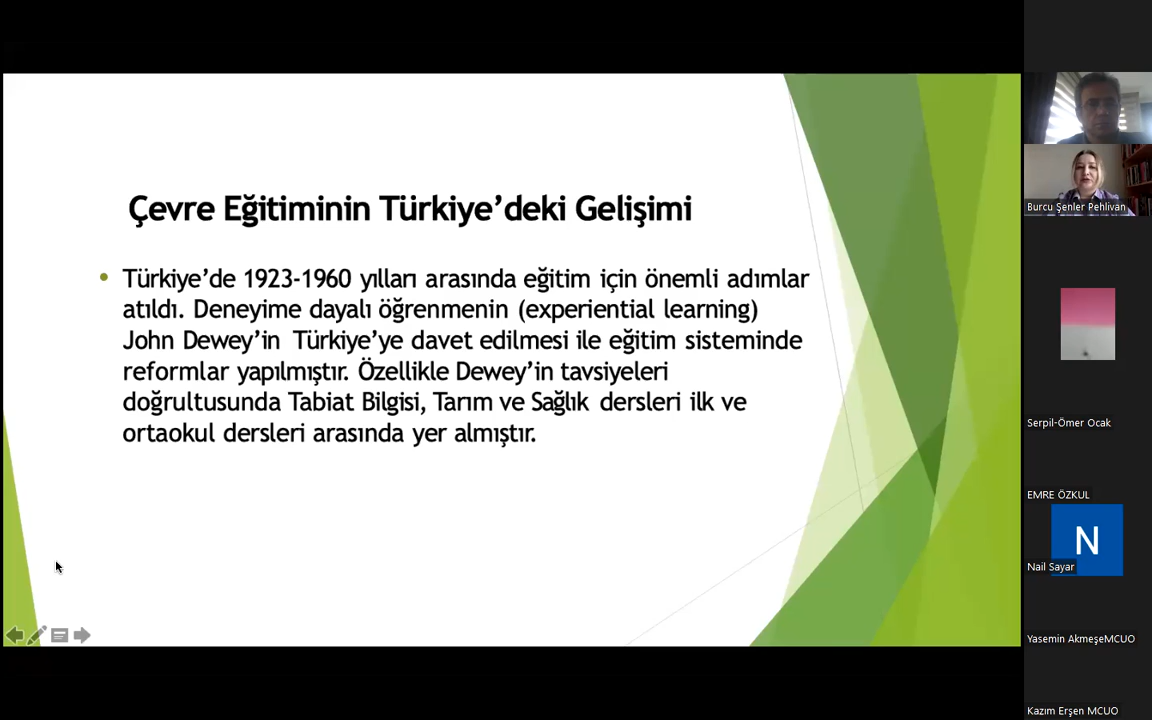 Çevre Eğitiminin Türkiye’deki Gelişimi
Türkiye’de 1923-1960 yılları arasında eğitim için önemli adımlar
atıldı. Deneyime dayalı öğrenmenin (experiential learning)
John Dewey’in Türkiye’ye davet edilmesi ile eğitim sisteminde
reformlar yapılmıştır. Özellikle Dewey’in tavsiyeleri
doğrultusunda Tabiat Bilgisi, Tarım ve Sağlık dersleri ilk ve
ortaokul dersleri arasında yer almıştır.
Burcu Şenler Pehlivan
Serpil-Ömer Ocak
EMRE ÖZKUL
N
Nail Sayar
Yasemin AkmeşeMCUO
Kazım Erşen MCUO